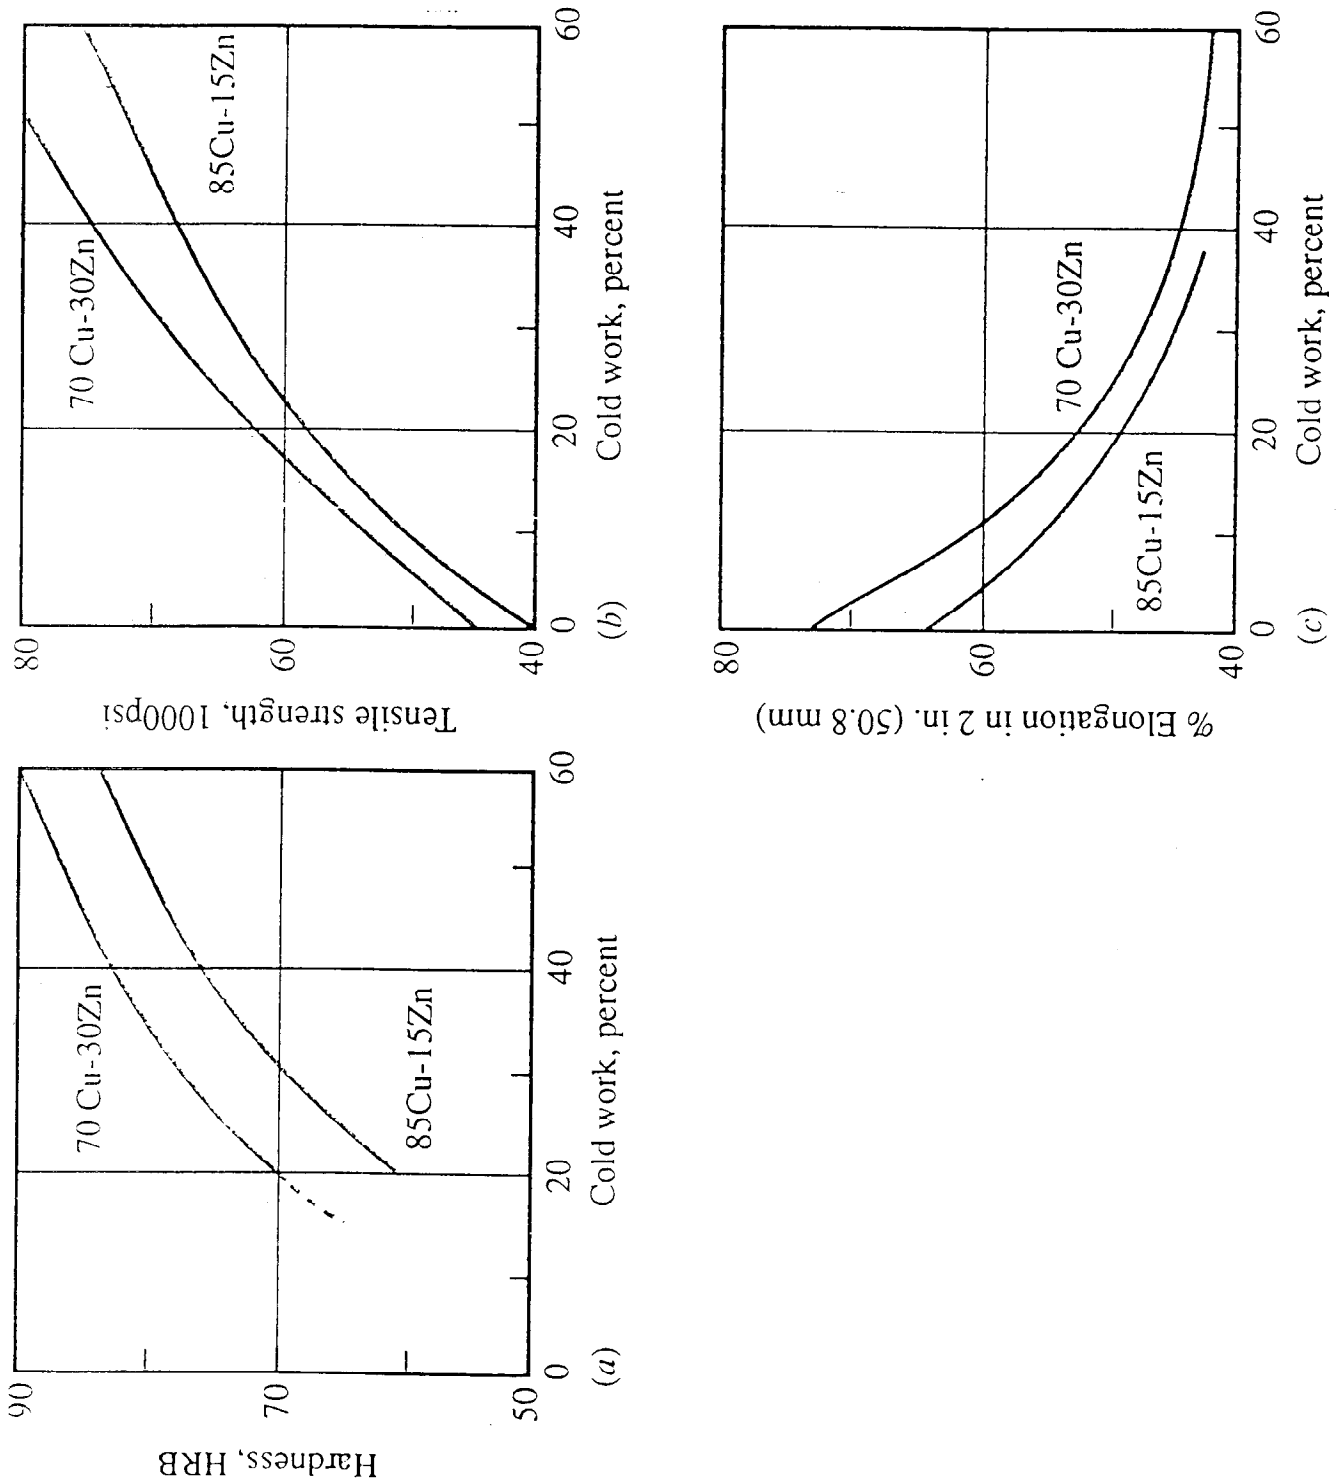 Hardness, HRB
90
70
50
70 Cu-30Zn
85Cu-15Zn
0
20
40
60
(a)
Cold work, percent
Tensile strength, 1000psi
80
60
40
70 Cu-30Zn
85Cu-15Zn
0
20
40
60
(b)
Cold work, percent
% Elongation in 2 in. (50.8 mm)
80
60
40
70 Cu-30Zn
85Cu-15Zn
0
20
40
60
(c)
Cold work, percent